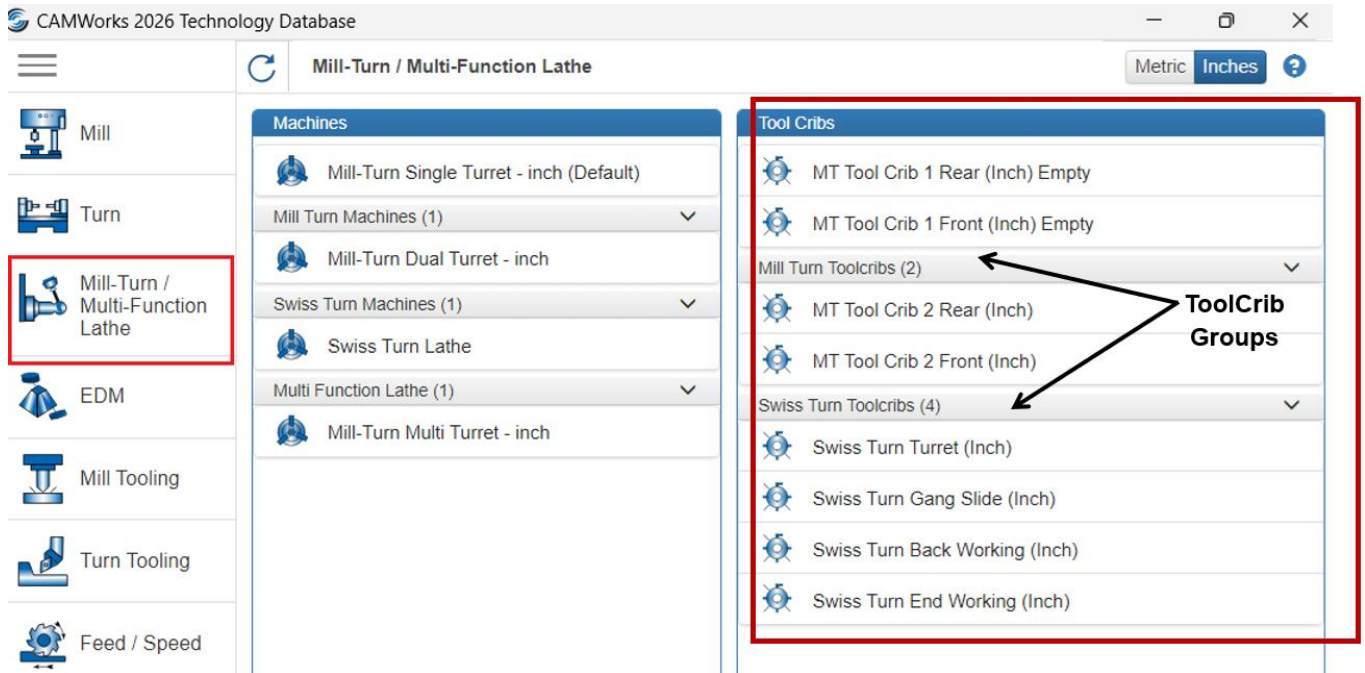 CAMWorks 2026 Technology Database
Mill-Turn / Multi-Function Lathe
Metric
Inches
?
Mill
Turn
Mill-Turn /
Multi-Function
Lathe
EDM
Mill Tooling
Turn Tooling
Feed / Speed
Machines
Mill-Turn Single Turret - inch (Default)
Mill Turn Machines (1)
Mill-Turn Dual Turret - inch
Swiss Turn Machines (1)
Swiss Turn Lathe
Multi Function Lathe (1)
Mill-Turn Multi Turret - inch
Tool Cribs
MT Tool Crib 1 Rear (Inch) Empty
MT Tool Crib 1 Front (Inch) Empty
Mill Turn Toolcribs (2)
MT Tool Crib 2 Rear (Inch)
MT Tool Crib 2 Front (Inch)
Swiss Turn Toolcribs (4)
Swiss Turn Turret (Inch)
Swiss Turn Gang Slide (Inch)
Swiss Turn Back Working (Inch)
Swiss Turn End Working (Inch)
ToolCrib
Groups